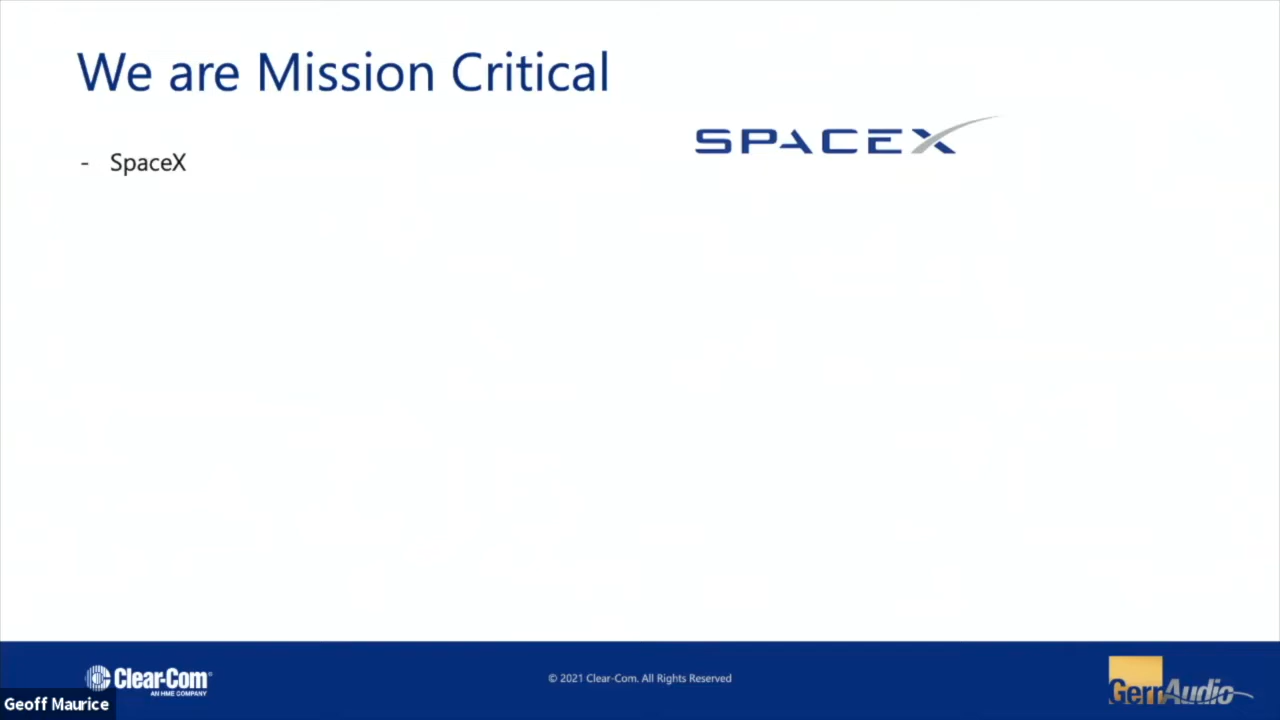 We are Mission Critical
SPACEX
- SpaceX
Clear-Com
AN HME COMPANY
© 2021 Clear-Com. All Rights Reserved
GerrAudio
Geoff Maurice